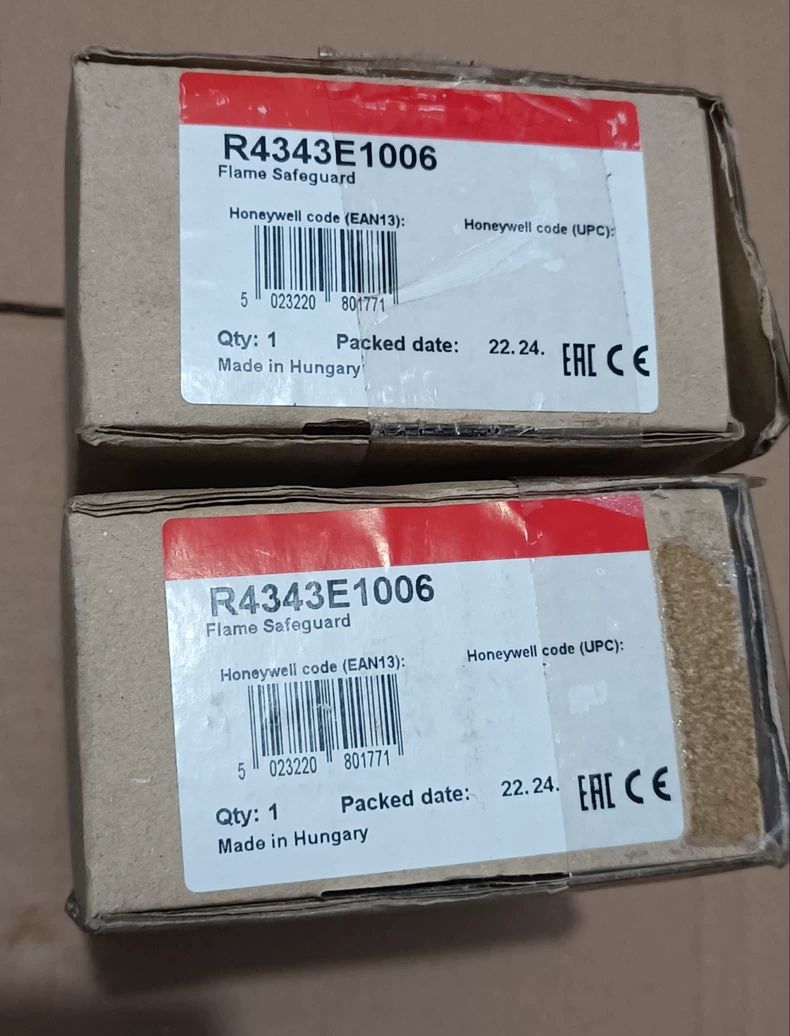 R4343E1006
Flame Safeguard
Honeywell code (EAN13): Honeywell code (UPC):
5 023220 801771
Qty: 1 Packed date: 22.24. EAC CE
Made in Hungary
R4343E1006
Flame Safeguard
Honeywell code (EAN13): Honeywell code (UPC):
5 023220 801771
Qty: 1 Packed date: 22.24. EAC CE
Made in Hungary